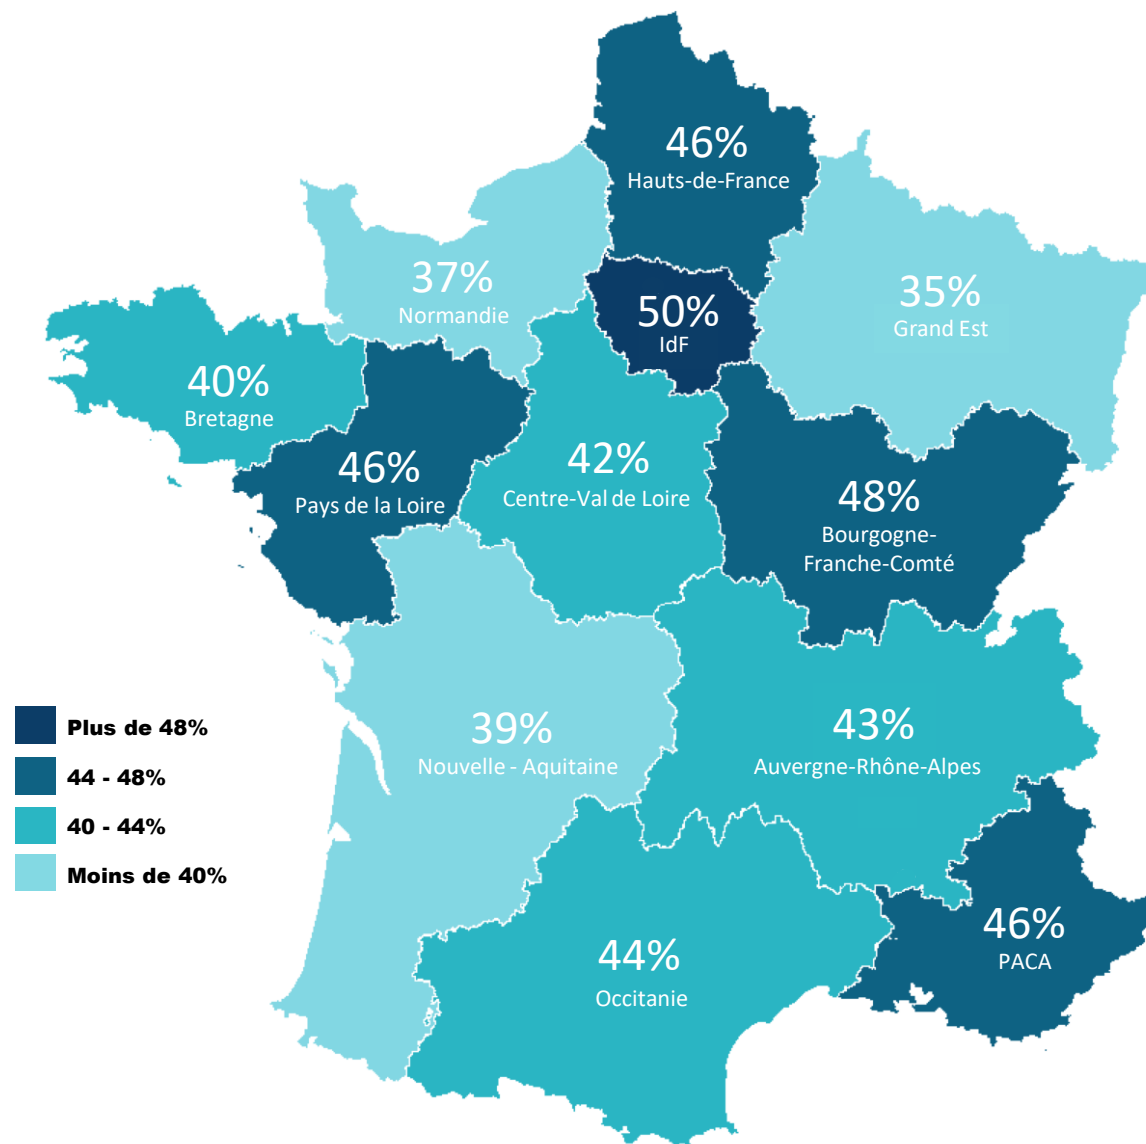 46%
Hauts-de-France
37%
Normandie
35%
Grand Est
50%
IdF
40%
Bretagne
46%
Pays de la Loire
42%
Centre-Val de Loire
48%
Bourgogne-
Franche-Comté
39%
Nouvelle - Aquitaine
43%
Auvergne-Rhône-Alpes
44%
Occitanie
46%
PACA
Plus de 48%
44 - 48%
40 - 44%
Moins de 40%